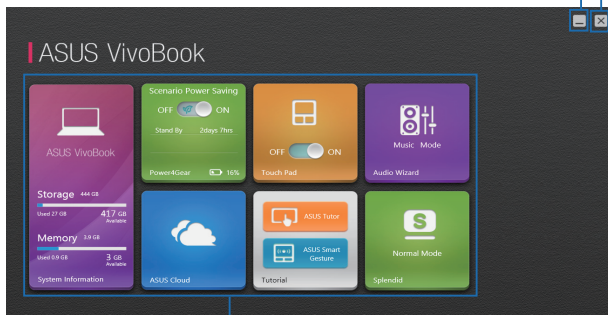 ASUS VivoBook
ASUS VivoBook
Storage 444 GB
Used 27 GB 417 GB
Available
Memory 3.9 GB
Used 0.9 GB 3 GB
Available
System Information
Scenario Power Saving
OFF ON
Stand By 2days 7hrs
Power4Gear 16%
OFF ON
Touch Pad
Music Mode
Audio Wizard
ASUS Cloud
ASUS Tutor
ASUS Smart
Gesture
Tutorial
S
Normal Mode
Splendid